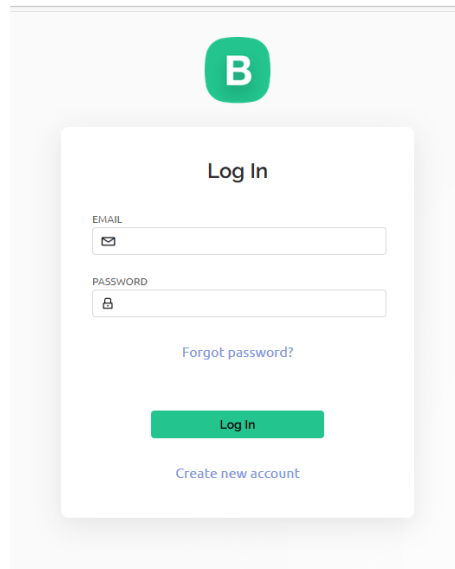 B
Log In
EMAIL
PASSWORD
Forgot password?
Log In
Create new account